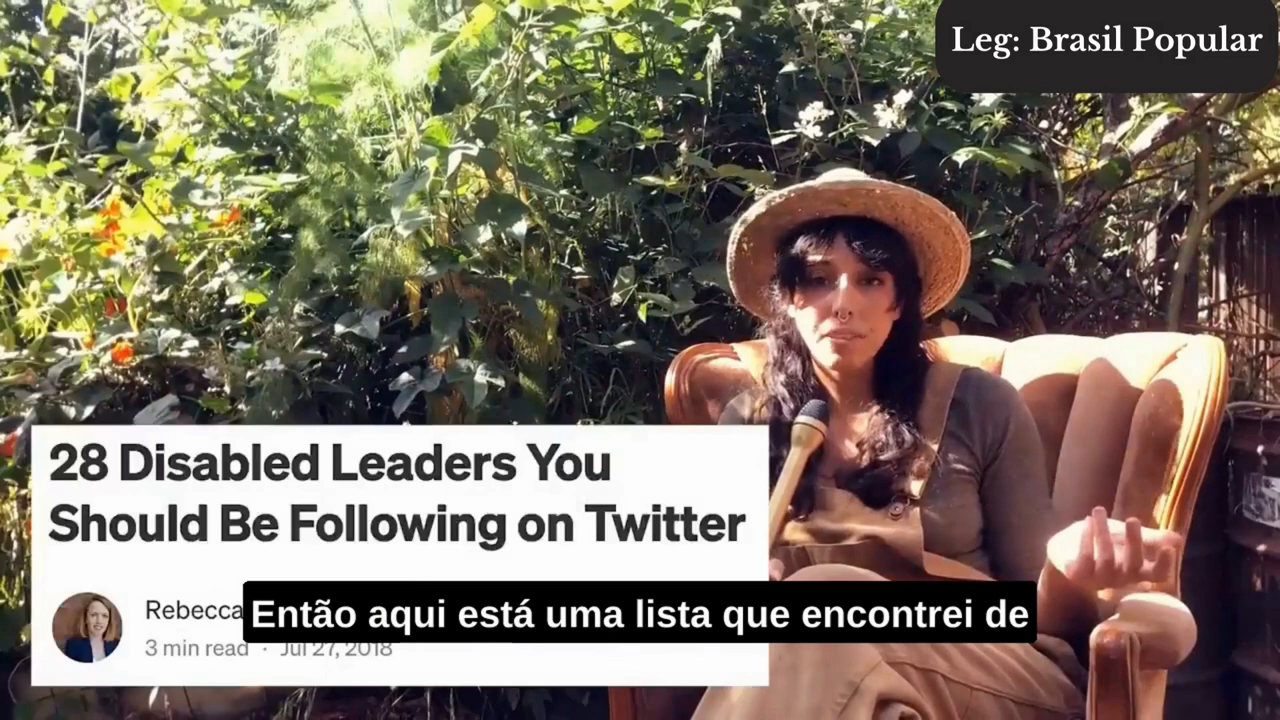 Leg: Brasil Popular
28 Disabled Leaders You
Should Be Following on Twitter
Rebecca
Então aqui está uma lista que encontrei de
3 min read · Jul 27, 2018